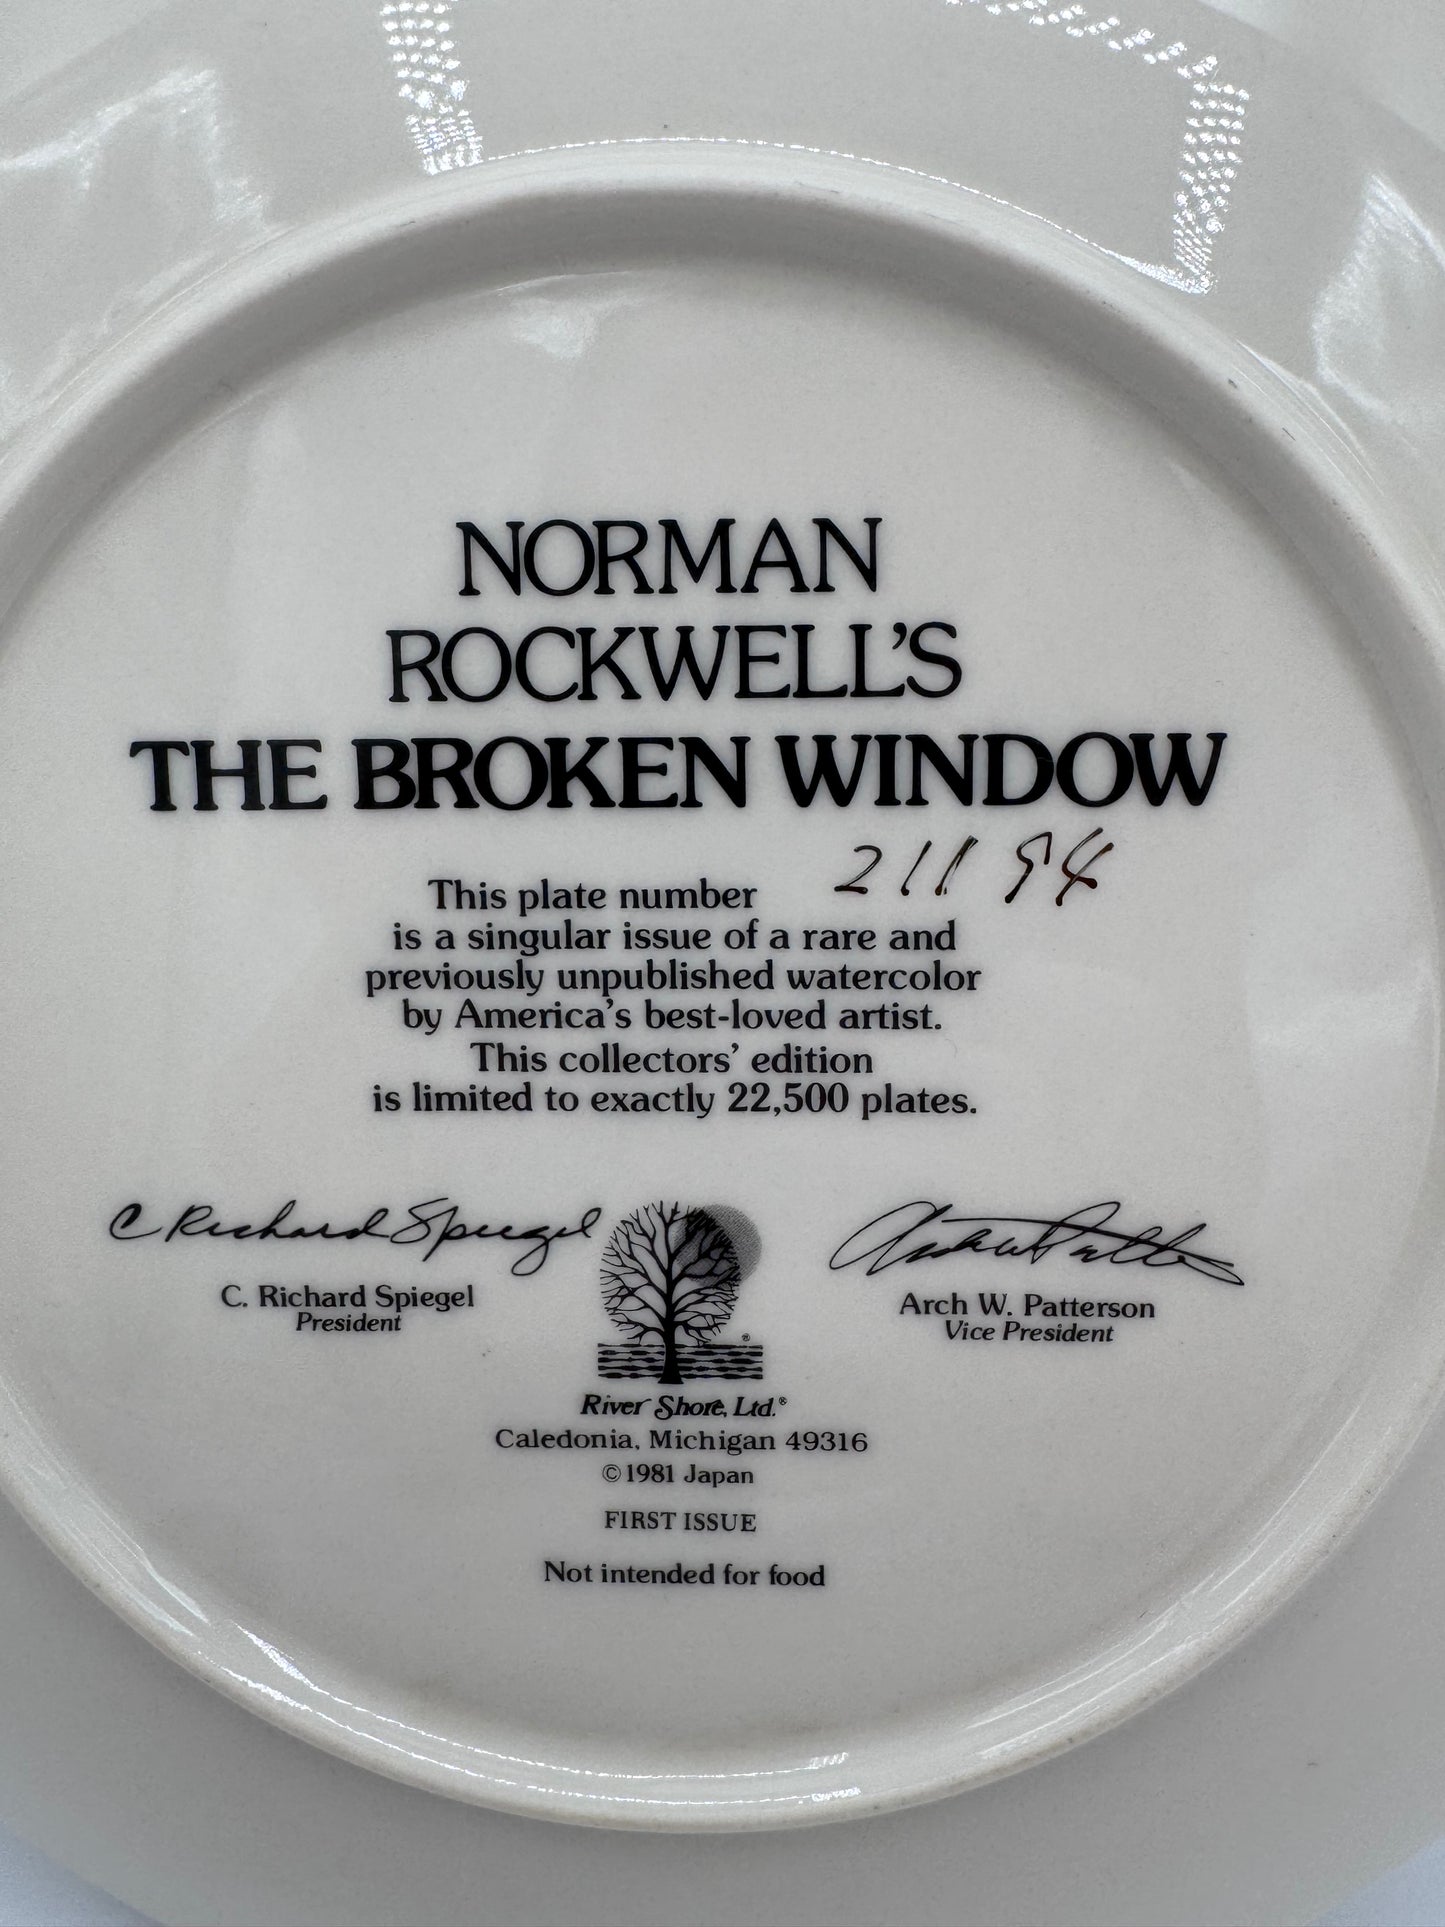 NORMAN
ROCKWELL'S
THE BROKEN WINDOW
This plate number 21194
is a singular issue of a rare and
previously unpublished watercolor
by America's best-loved artist.
This collectors' edition
is limited to exactly 22,500 plates.
C Richard Spiegel
C. Richard Spiegel
President
Arch W. Patterson
Vice President
®
River Shore, Ltd.®
Caledonia, Michigan 49316
©1981 Japan
FIRST ISSUE
Not intended for food